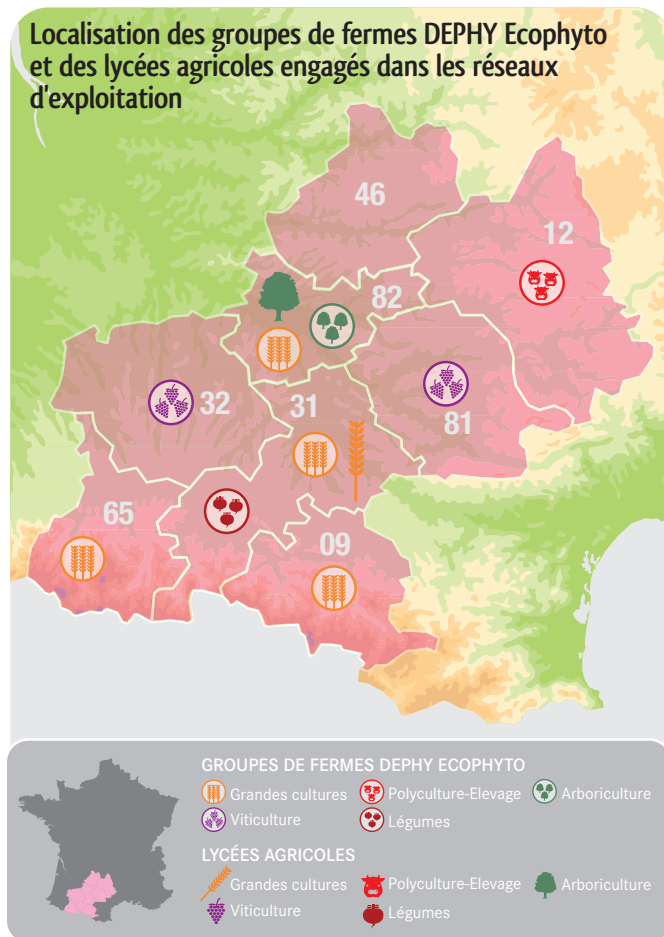 Localisation des groupes de fermes DEPHY Ecophyto
et des lycées agricoles engagés dans les réseaux
d'exploitation
46
12
82
32
31
81
65
09
GROUPES DE FERMES DEPHY ECOPHYTO
Grandes cultures
Polyculture-Elevage
Arboriculture
Viticulture
Légumes
LYCÉES AGRICOLES
Grandes cultures
Polyculture-Elevage
Arboriculture
Viticulture
Légumes